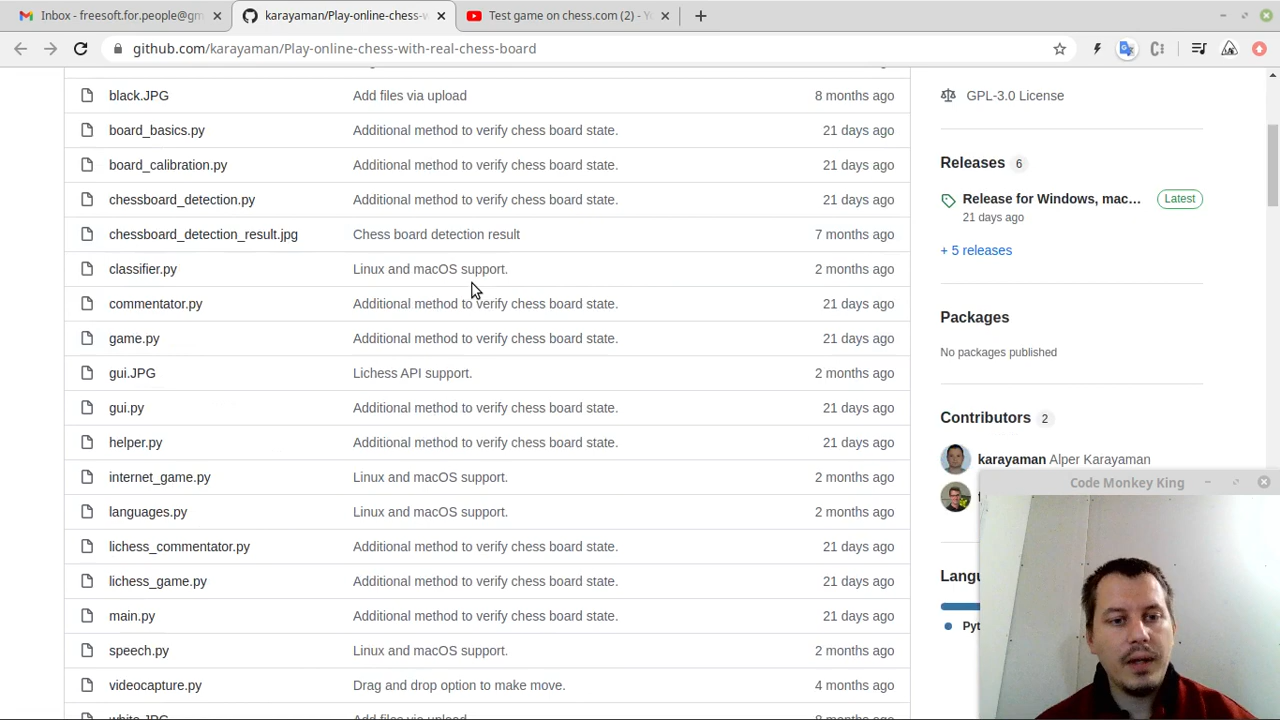 Inbox - freesoft.for.people@gm
karayaman/Play-online-chess-w
Test game on chess.com (2) - Yo
github.com/karayaman/Play-online-chess-with-real-chess-board
black.JPG Add files via upload 8 months ago
board_basics.py Additional method to verify chess board state. 21 days ago
board_calibration.py Additional method to verify chess board state. 21 days ago
chessboard_detection.py Additional method to verify chess board state. 21 days ago
chessboard_detection_result.jpg Chess board detection result 7 months ago
classifier.py Linux and macOS support. 2 months ago
commentator.py Additional method to verify chess board state. 21 days ago
game.py Additional method to verify chess board state. 21 days ago
gui.JPG Lichess API support. 2 months ago
gui.py Additional method to verify chess board state. 21 days ago
helper.py Additional method to verify chess board state. 21 days ago
internet_game.py Linux and macOS support. 2 months ago
languages.py Linux and macOS support. 2 months ago
lichess_commentator.py Additional method to verify chess board state. 21 days ago
lichess_game.py Additional method to verify chess board state. 21 days ago
main.py Additional method to verify chess board state. 21 days ago
speech.py Linux and macOS support. 2 months ago
videocapture.py Drag and drop option to make move. 4 months ago
white.JPG Add files via upload 8 months ago
GPL-3.0 License
Releases 6
Release for Windows, mac... Latest
21 days ago
+ 5 releases
Packages
No packages published
Contributors 2
karayaman Alper Karayaman
Code Monkey King
Langu
Pyt